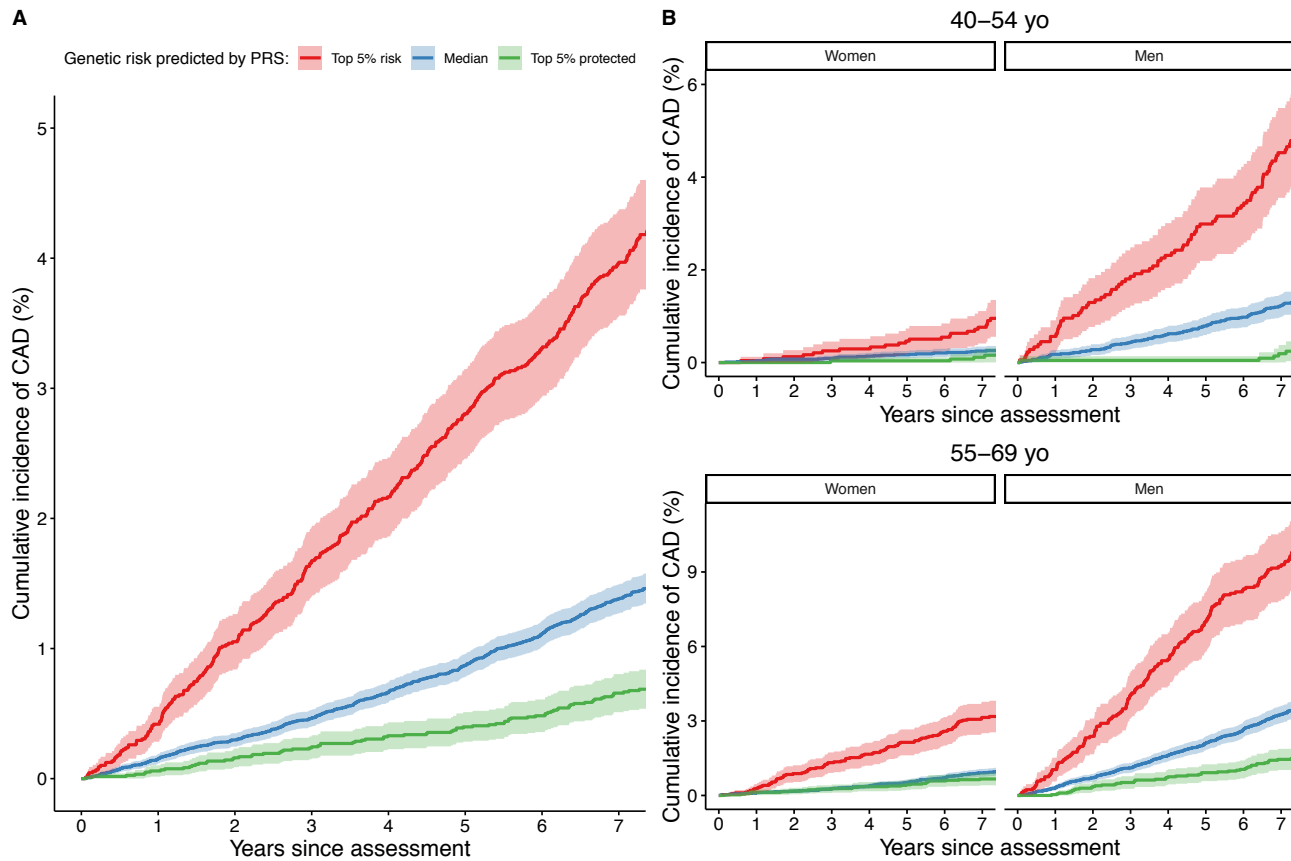 A
Genetic risk predicted by PRS: Top 5% risk Median Top 5% protected
Cumulative incidence of CAD (%)
5
4
3
2
1
0
0 1 2 3 4 5 6 7
Years since assessment
B
40–54 yo
Women Men
Cumulative incidence of CAD (%)
6
4
2
0
0 1 2 3 4 5 6 7 0 1 2 3 4 5 6 7
Years since assessment
55–69 yo
Women Men
Cumulative incidence of CAD (%)
9
6
3
0
0 1 2 3 4 5 6 7 0 1 2 3 4 5 6 7
Years since assessment